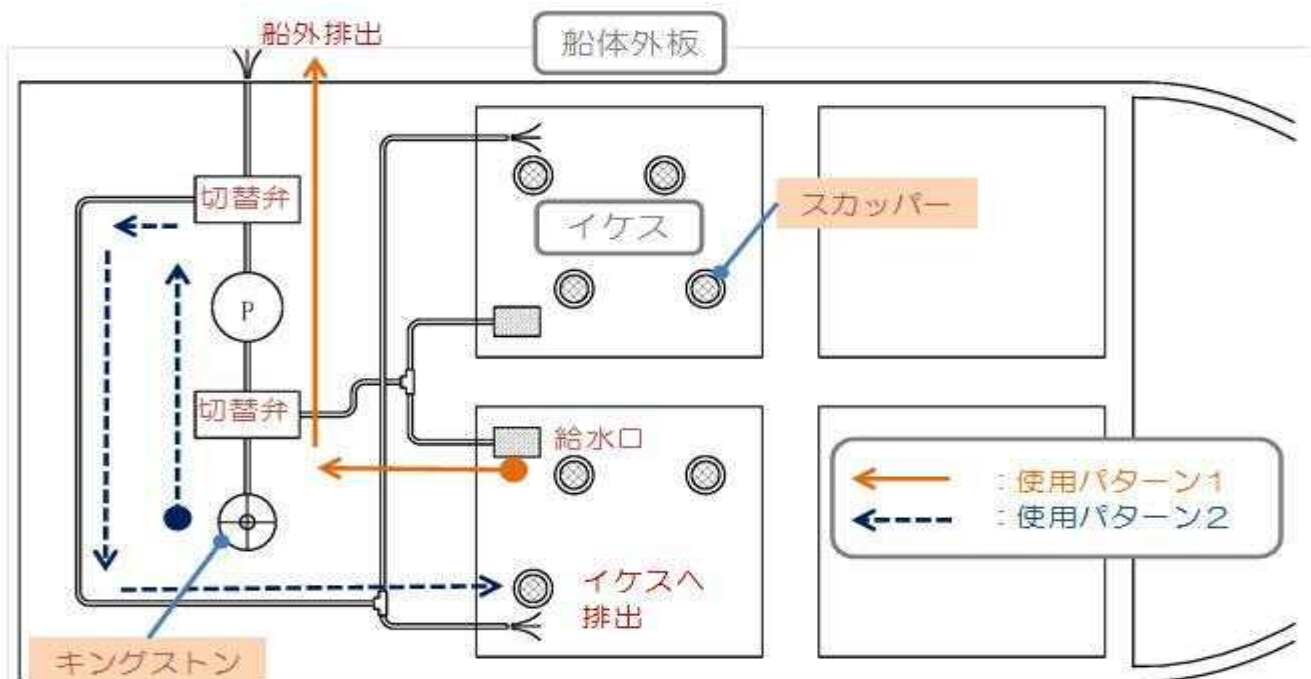 船外排出
船体外板
切替弁
イケス
スカッパー
P
切替弁
給水口
:使用パターン1
:使用パターン2
イケスへ
排出
キングストン